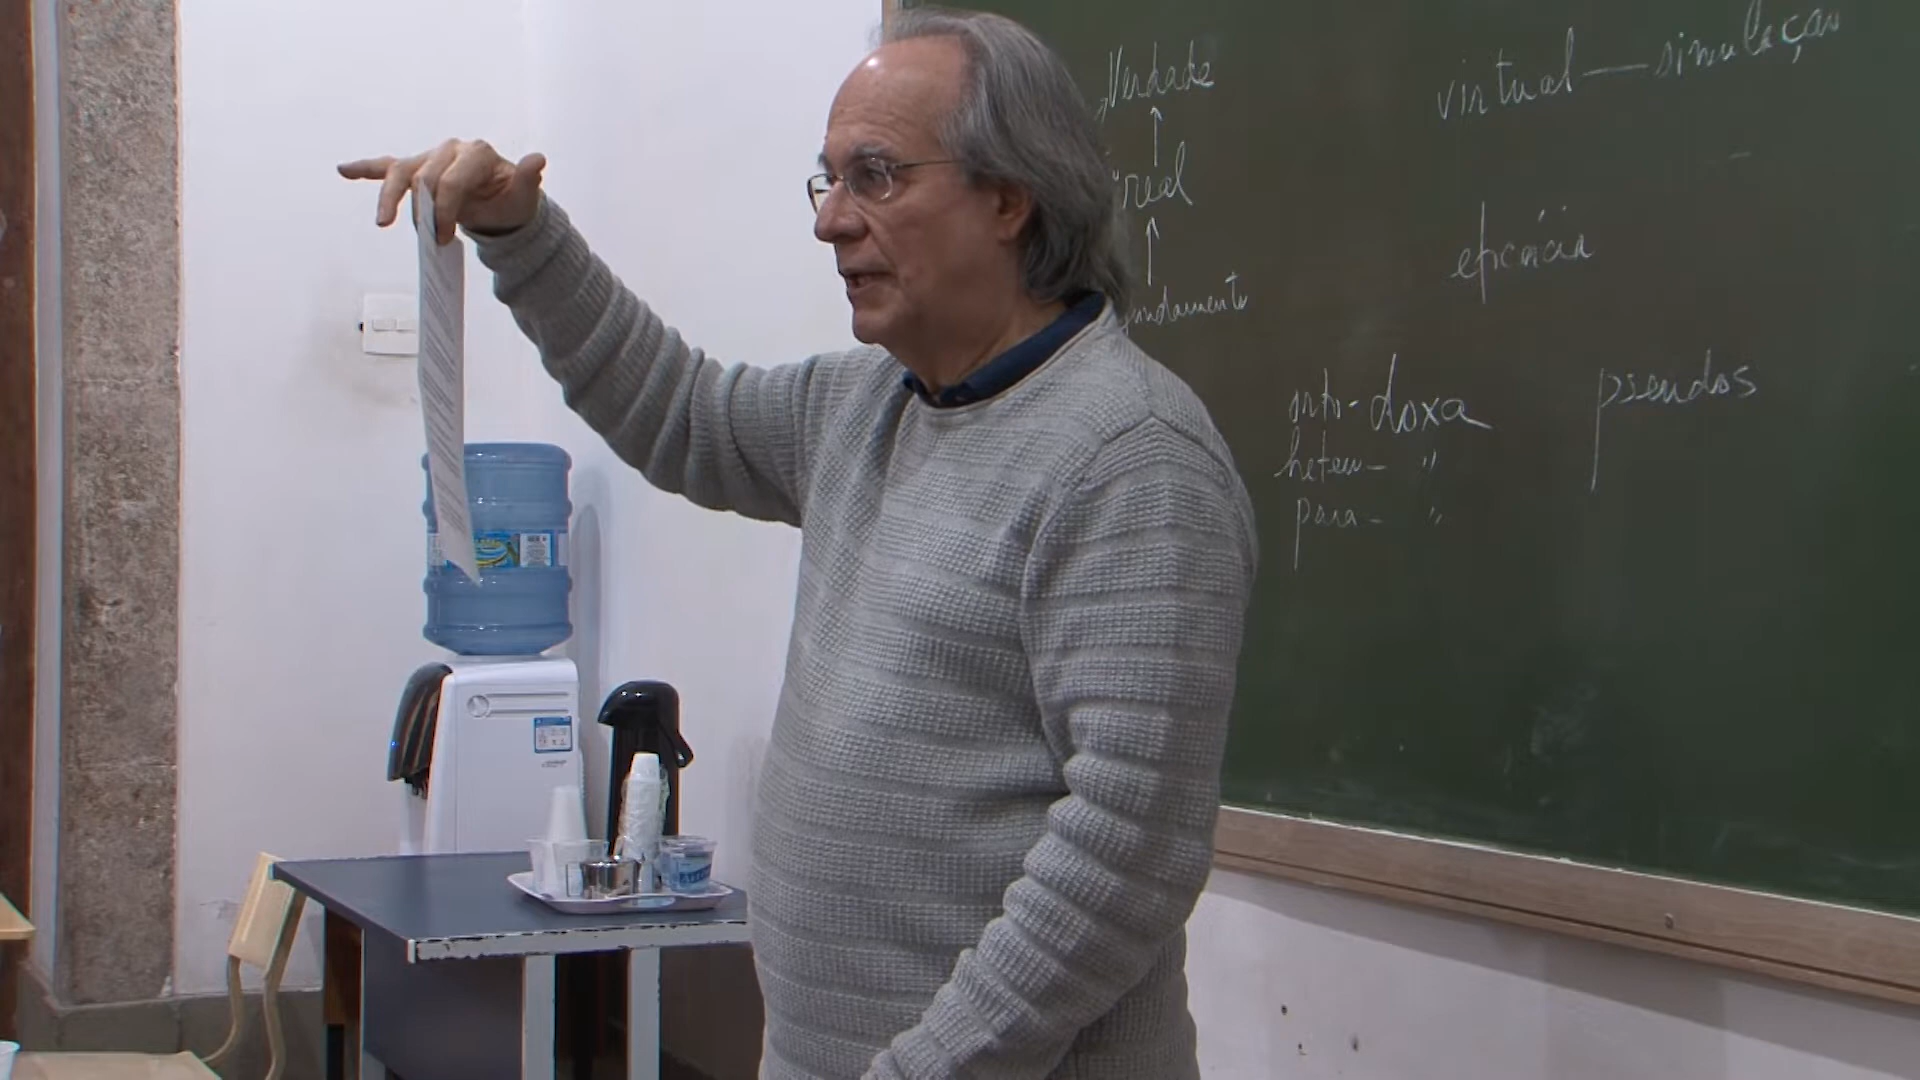 Verdade
real
fundamento
virtual — simulação
eficácia
orto- doxa
hetero- "
para- "
pseudos